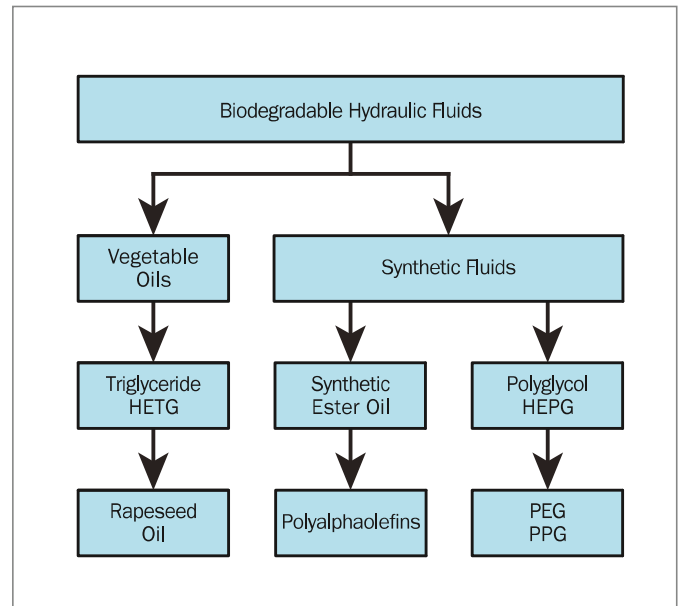 Biodegradable Hydraulic Fluids
Vegetable
Oils
Synthetic Fluids
Triglyceride
HETG
Synthetic
Ester Oil
Polyglycol
HEPG
Rapeseed
Oil
Polyalphaolefins
PEG
PPG